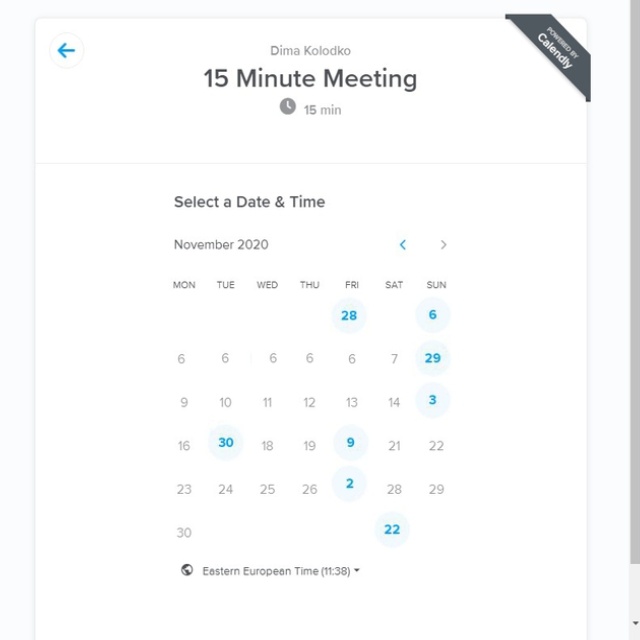 POWERED BY
Calendly
Dima Kolodko
15 Minute Meeting
15 min
Select a Date & Time
November 2020
MON TUE WED THU FRI SAT SUN
28 6
6 6 6 6 6 7 29
9 10 11 12 13 14 3
16 30 18 19 9 21 22
23 24 25 26 2 28 29
30 22
Eastern European Time (11:38)